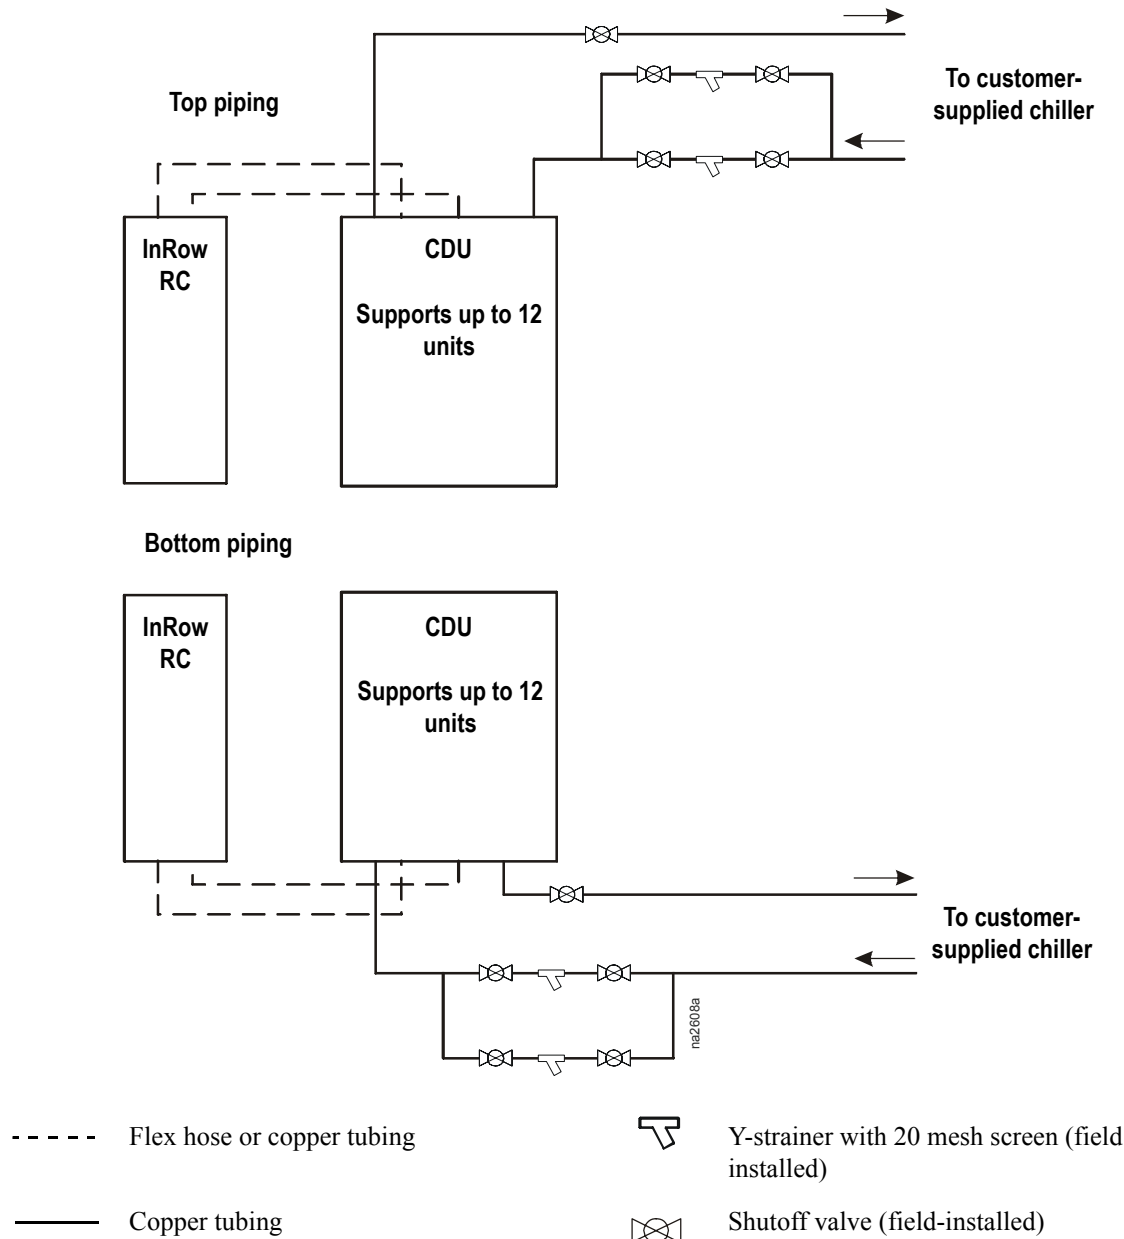 Top piping
To customer-
supplied chiller
InRow
RC
CDU
Supports up to 12
units
Bottom piping
InRow
RC
CDU
Supports up to 12
units
To customer-
supplied chiller
na2608a
Flex hose or copper tubing
Y-strainer with 20 mesh screen (field
installed)
Copper tubing
Shutoff valve (field-installed)